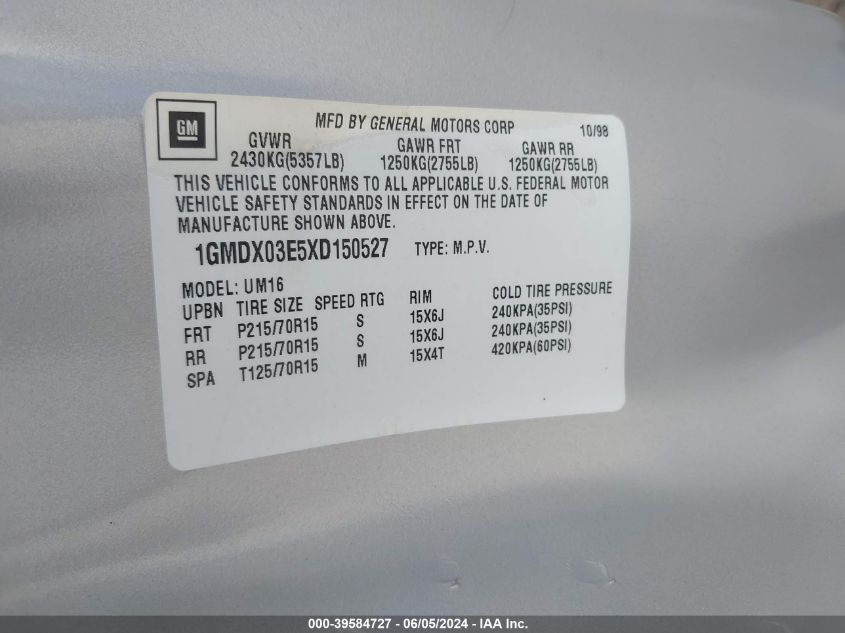 GM
MFD BY GENERAL MOTORS CORP 10/98
GVWR GAWR FRT GAWR RR
2430KG(5357LB) 1250KG(2755LB) 1250KG(2755LB)
THIS VEHICLE CONFORMS TO ALL APPLICABLE U.S. FEDERAL MOTOR
VEHICLE SAFETY STANDARDS IN EFFECT ON THE DATE OF
MANUFACTURE SHOWN ABOVE.
1GMDX03E5XD150527 TYPE: M.P.V.
MODEL: UM16
UPBN TIRE SIZE SPEED RTG RIM COLD TIRE PRESSURE
FRT P215/70R15 S 15X6J 240KPA(35PSI)
RR P215/70R15 S 15X6J 240KPA(35PSI)
SPA T125/70R15 M 15X4T 420KPA(60PSI)
000-39584727 - 06/05/2024 - IAA Inc.